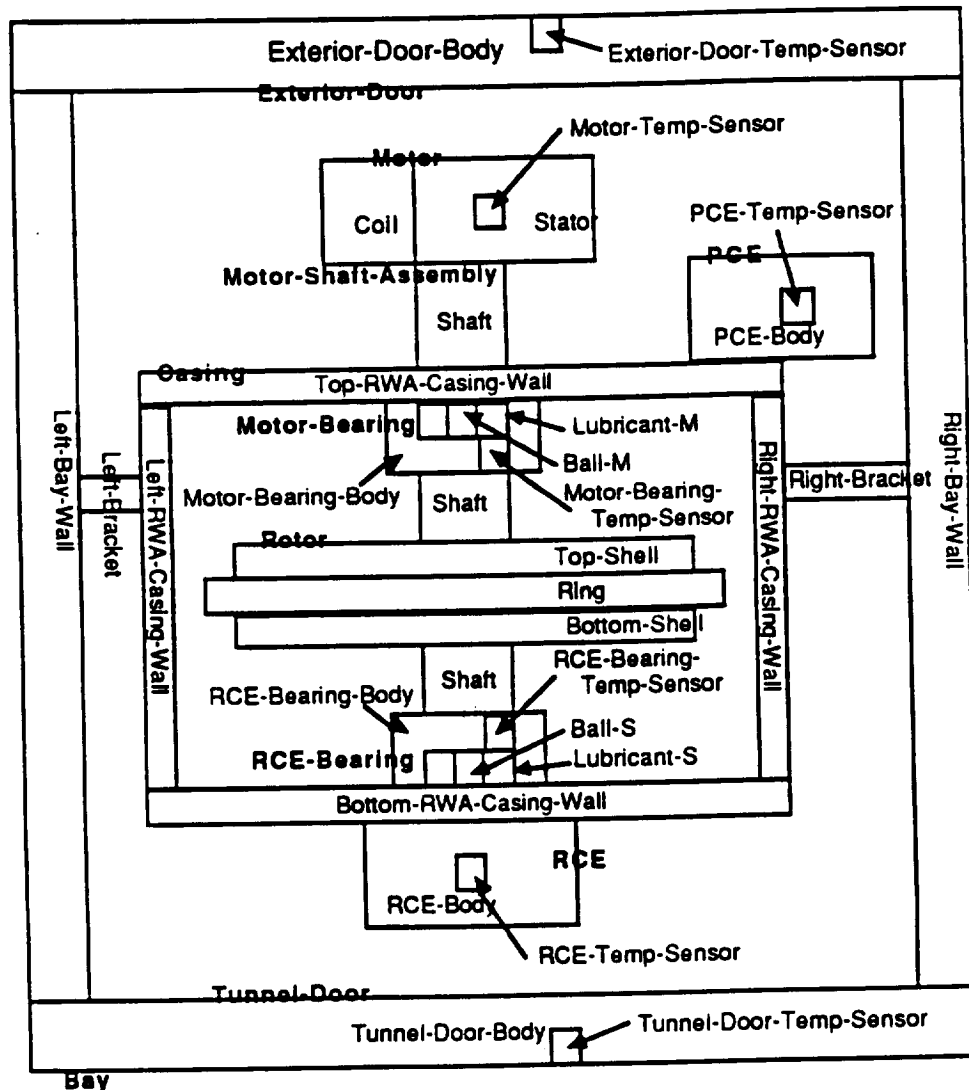 Exterior-Door-Body
Exterior-Door-Temp-Sensor
Exterior-Door
Motor-Temp-Sensor
Motor
Coil
Stator
PCE-Temp-Sensor
PCE
Motor-Shaft-Assembly
Shaft
PCE-Body
Casing
Top-RWA-Casing-Wall
Motor-Bearing
Lubricant-M
Ball-M
Motor-Bearing-Body
Motor-Bearing-
Temp-Sensor
Shaft
Left-Bay-Wall
Left-Bracket
Left-RWA-Casing-Wall
Right-RWA-Casing-Wall
Right-Bracket
Right-Bay-Wall
Rotor
Top-Shell
Ring
Bottom-Shell
Shaft
RCE-Bearing-
Temp-Sensor
RCE-Bearing-Body
Ball-S
RCE-Bearing
Lubricant-S
Bottom-RWA-Casing-Wall
RCE
RCE-Body
RCE-Temp-Sensor
Tunnel-Door
Tunnel-Door-Body
Tunnel-Door-Temp-Sensor
Bay